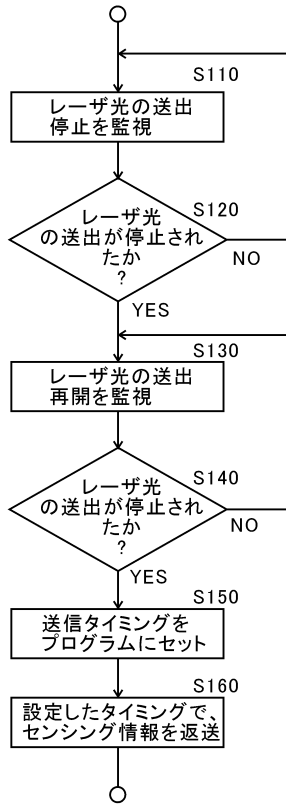 S110
レーザ光の送出
停止を監視
S120
レーザ光
の送出が停止され
たか
?
NO
YES
S130
レーザ光の送出
再開を監視
S140
レーザ光
の送出が停止され
たか
?
NO
YES
S150
送信タイミングを
プログラムにセット
S160
設定したタイミングで、
センシング情報を返送